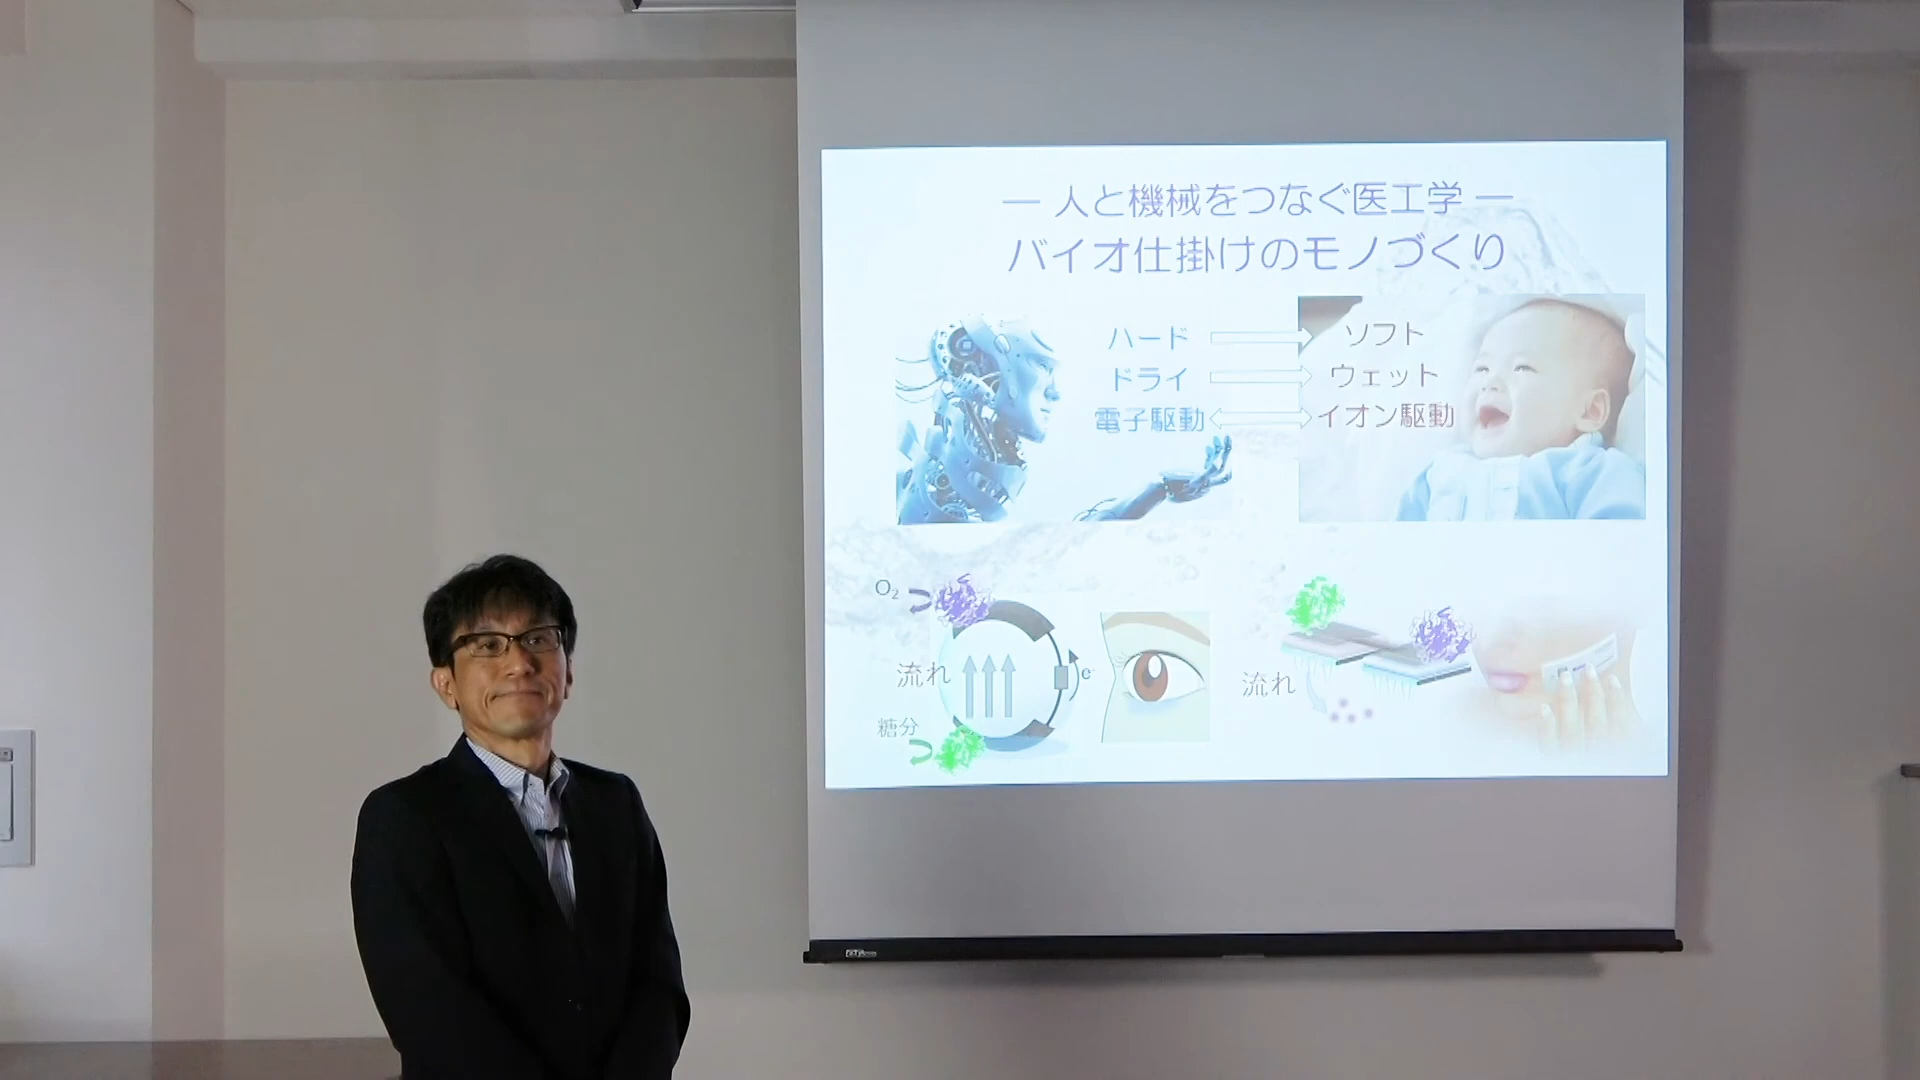 ― 人と機械をつなぐ医工学 ―
バイオ仕掛けのモノづくり
ハード
ソフト
ドライ
ウェット
電子駆動
イオン駆動
O₂
流れ
e⁻
糖分
流れ